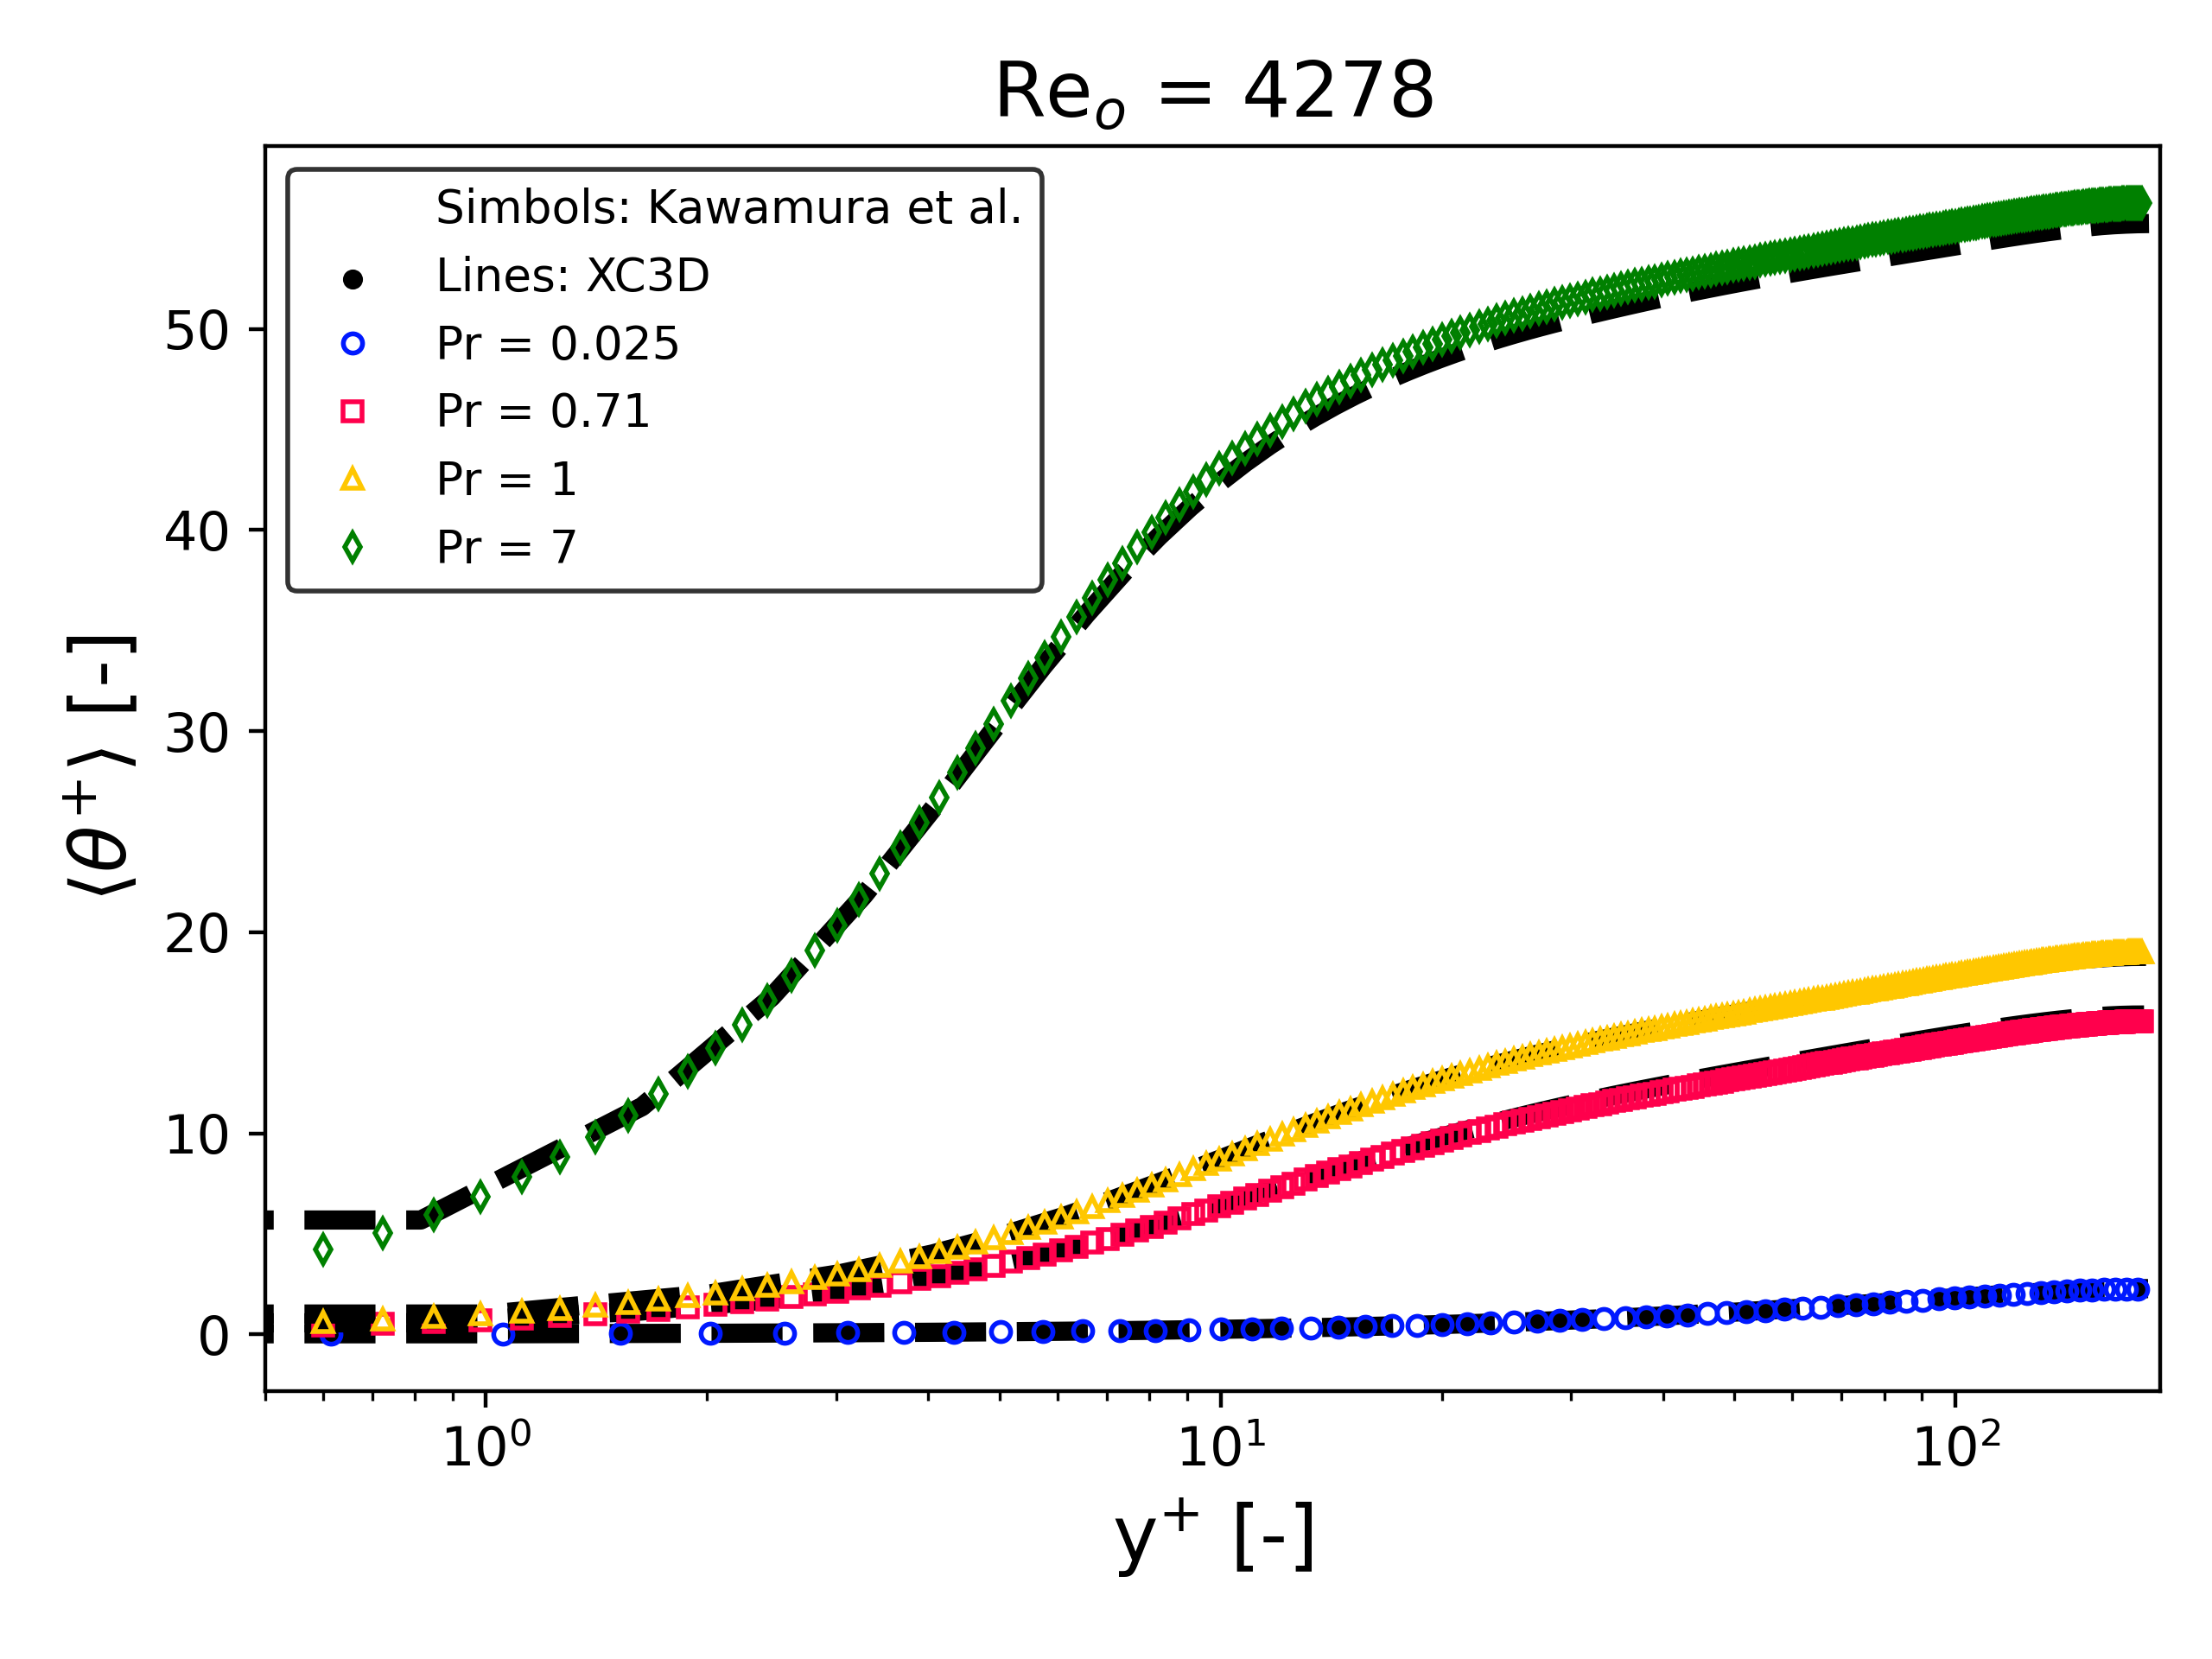 Re₀ = 4278
Simbols: Kawamura et al.
Lines: XC3D
Pr = 0.025
Pr = 0.71
Pr = 1
Pr = 7
⟨θ⁺⟩ [-]
50
40
30
20
10
0
10⁰ 10¹ 10²
y⁺ [-]